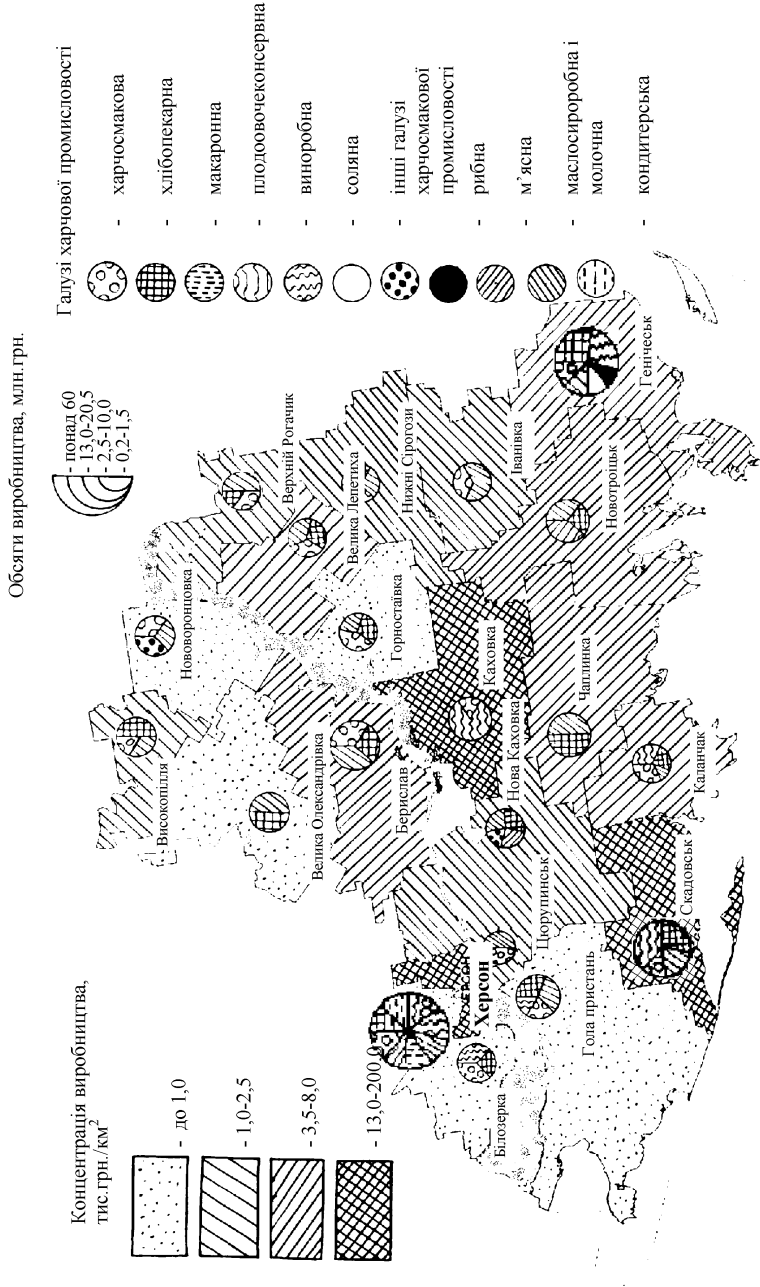 Обсяги виробництва, млн.грн.
- понад 60
- 13,0-20,5
- 2,5-10,0
- 0,2-1,5
Галузі харчової промисловості
- харчосмакова
- хлібопекарна
- макаронна
- плодоовочеконсервна
- виноробна
- соляна
- інші галузі
харчосмакової
промисловості
- рибна
- м'ясна
- маслосиробна і
молочна
- кондитерська
Концентрація виробництва,
тис.грн./км²
- до 1,0
- 1,0-2,5
- 3,5-8,0
- 13,0-200,0
Високопілля
Нововоронцовка
Верхній Рогачик
Велика Олександрівка
Велика Лепетиха
Горностаївка
Нижні Сірогози
Берислав
Каховка
Іванівка
Нова Каховка
ХЕРСОН
Херсон
Білозерка
Цюрупинськ
Гола пристань
Чаплинка
Новотроїцьк
Генічеськ
Скадовськ
Каланчак